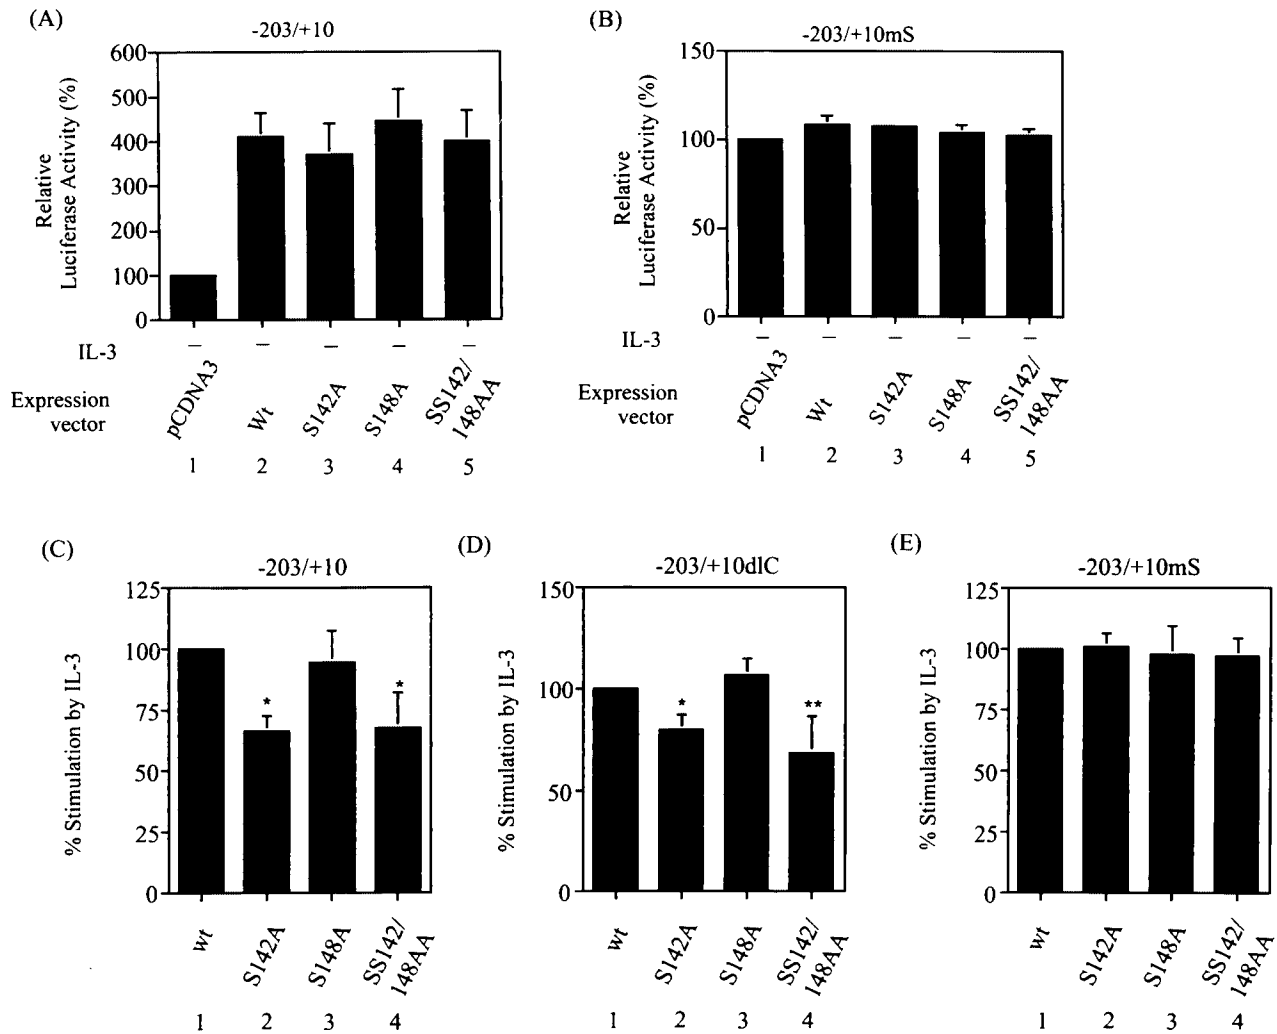 (A)
-203/+10
Relative
Luciferase Activity (%)
600
500
400
300
200
100
0
IL-3 – – – – –
Expression
vector
pCDNA3 Wt S142A S148A SS142/
148AA
1 2 3 4 5
(B)
-203/+10mS
Relative
Luciferase Activity (%)
150
100
50
0
IL-3 – – – – –
Expression
vector
pCDNA3 Wt S142A S148A SS142/
148AA
1 2 3 4 5
(C)
-203/+10
% Stimulation by IL-3
125
100
75
50
25
0
* *
wt S142A S148A SS142/
148AA
1 2 3 4
(D)
-203/+10dlC
% Stimulation by IL-3
150
100
50
0
* **
wt S142A S148A SS142/
148AA
1 2 3 4
(E)
-203/+10mS
% Stimulation by IL-3
125
100
75
50
25
0
wt S142A S148A SS142/
148AA
1 2 3 4